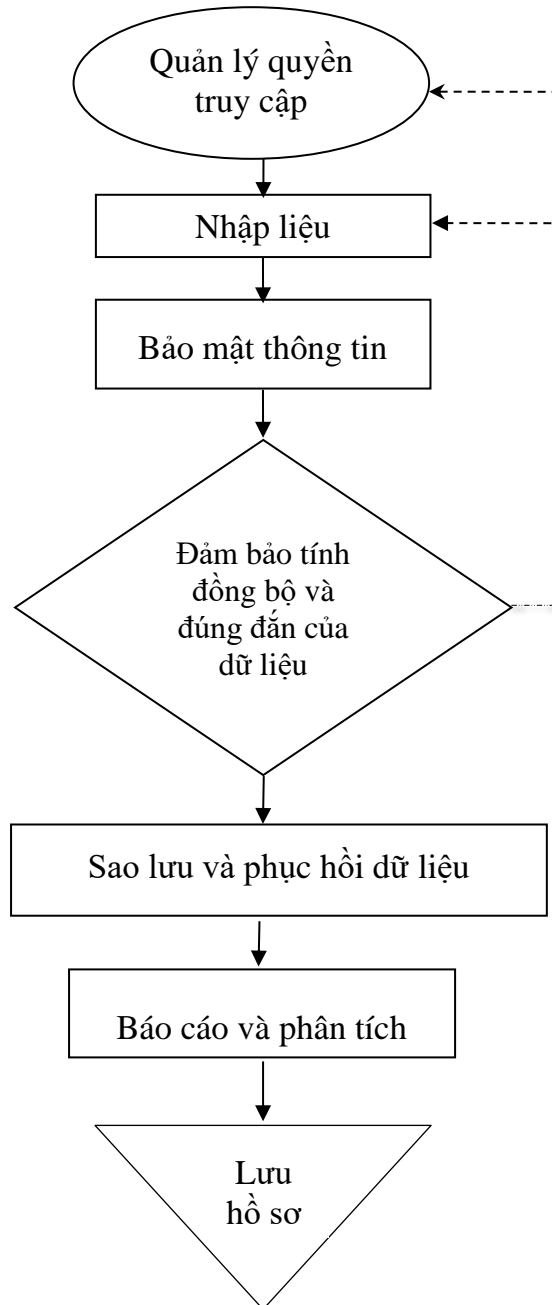 Quản lý quyền
truy cập
Nhập liệu
Bảo mật thông tin
Đảm bảo tính
đồng bộ và
đúng đắn của
dữ liệu
Sao lưu và phục hồi dữ liệu
Báo cáo và phân tích
Lưu
hồ sơ